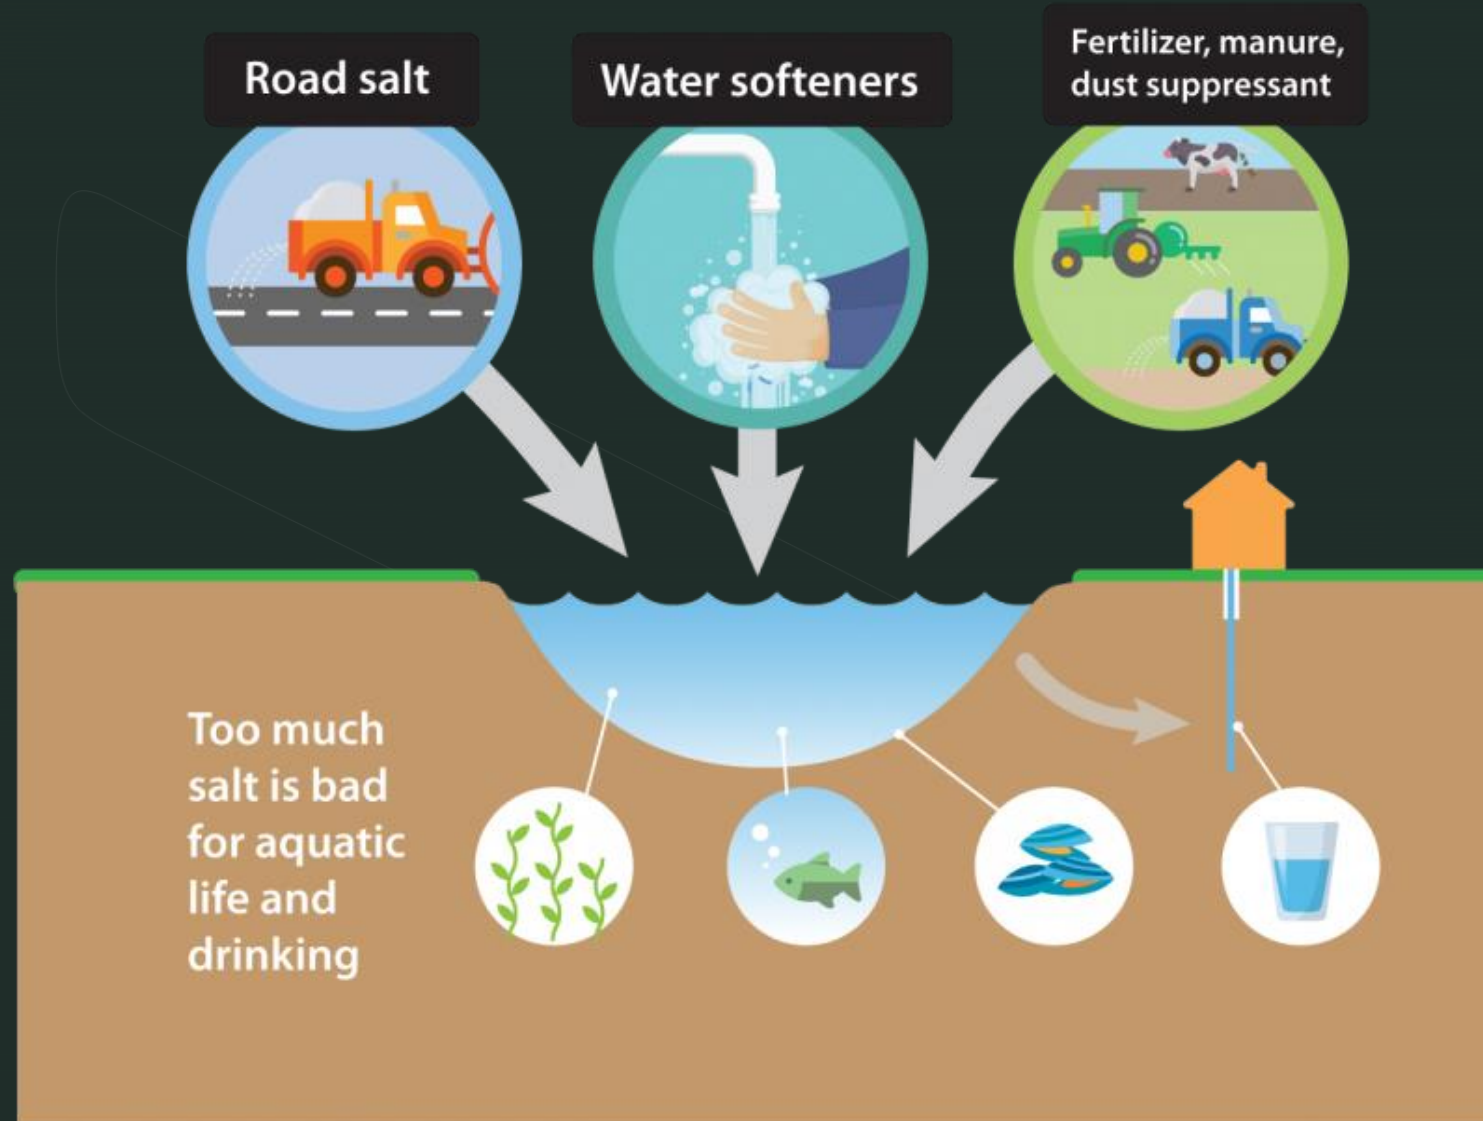 Road salt
Water softeners
Fertilizer, manure,
dust suppressant
Too much
salt is bad
for aquatic
life and
drinking